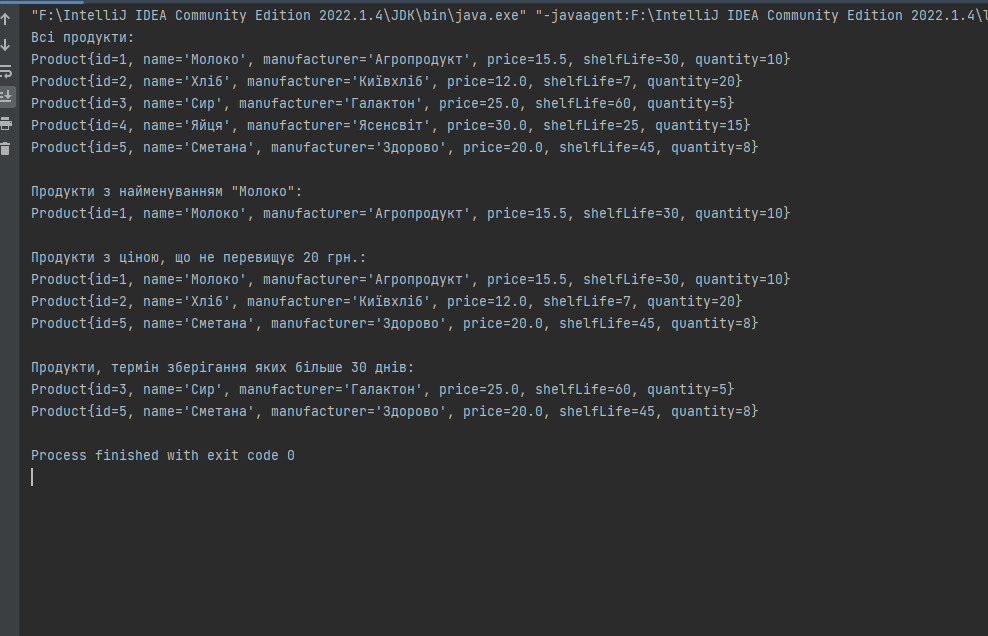 "F:\IntelliJ IDEA Community Edition 2022.1.4\JDK\bin\java.exe" "-javaagent:F:\IntelliJ IDEA Community Edition 2022.1.4\
Всі продукти:
Product{id=1, name='Молоко', manufacturer='Агропродукт', price=15.5, shelfLife=30, quantity=10}
Product{id=2, name='Хліб', manufacturer='Київхліб', price=12.0, shelfLife=7, quantity=20}
Product{id=3, name='Сир', manufacturer='Галактон', price=25.0, shelfLife=60, quantity=5}
Product{id=4, name='Яйця', manufacturer='Ясенсвіт', price=30.0, shelfLife=25, quantity=15}
Product{id=5, name='Сметана', manufacturer='Здорово', price=20.0, shelfLife=45, quantity=8}
Продукти з найменуванням "Молоко":
Product{id=1, name='Молоко', manufacturer='Агропродукт', price=15.5, shelfLife=30, quantity=10}
Продукти з ціною, що не перевищує 20 грн.:
Product{id=1, name='Молоко', manufacturer='Агропродукт', price=15.5, shelfLife=30, quantity=10}
Product{id=2, name='Хліб', manufacturer='Київхліб', price=12.0, shelfLife=7, quantity=20}
Product{id=5, name='Сметана', manufacturer='Здорово', price=20.0, shelfLife=45, quantity=8}
Продукти, термін зберігання яких більше 30 днів:
Product{id=3, name='Сир', manufacturer='Галактон', price=25.0, shelfLife=60, quantity=5}
Product{id=5, name='Сметана', manufacturer='Здорово', price=20.0, shelfLife=45, quantity=8}
Process finished with exit code 0